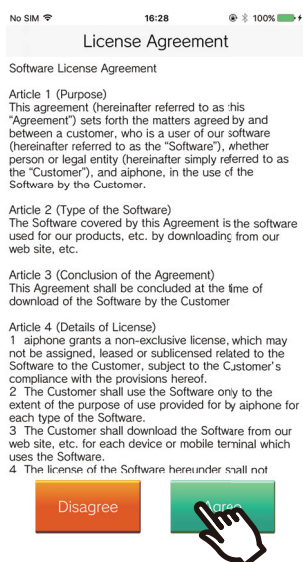 No SIM 16:28 100%
License Agreement
Software License Agreement
Article 1 (Purpose)
This agreement (hereinafter referred to as this
“Agreement”) sets forth the matters agreed by and
between a customer, who is a user of our software
(hereinafter referred to as the “Software”), whether
person or legal entity (hereinafter simply referred to as
the “Customer”), and aiphone, in the use of the
Software by the Customer.
Article 2 (Type of the Software)
The Software covered by this Agreement is the software
used for our products, etc. by downloading from our
web site, etc.
Article 3 (Conclusion of the Agreement)
This Agreement shall be concluded at the time of
download of the Software by the Customer
Article 4 (Details of License)
1 aiphone grants a non-exclusive license, which may
not be assigned, leased or sublicensed related to the
Software to the Customer, subject to the Customer's
compliance with the provisions hereof.
2 The Customer shall use the Software only to the
extent of the purpose of use provided for by aiphone for
each type of the Software.
3 The Customer shall download the Software from our
web site, etc. for each device or mobile terminal which
uses the Software.
4 The license of the Software hereunder shall not
Disagree Agree